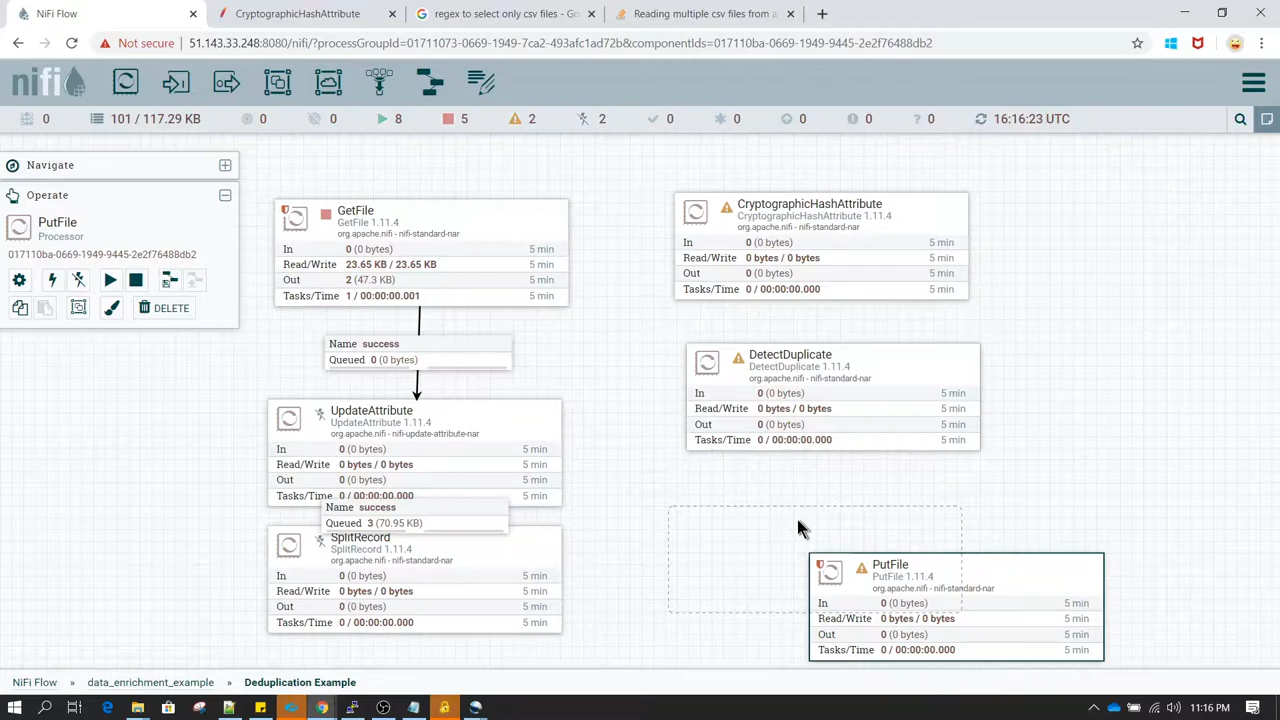 NiFi Flow
CryptographicHashAttribute
regex to select only csv files - Go
Reading multiple csv files from a
Not secure
51.143.33.248:8080/nifi/?processGroupId=01711073-0669-1949-7ca2-493afc1ad72b&componentIds=017110ba-0669-1949-9445-2e2f76488db2
nifi
0
101 / 117.29 KB
0
0
8
5
2
2
0
0
0
0
0
16:16:23 UTC
Navigate
Operate
PutFile
Processor
017110ba-0669-1949-9445-2e2f76488db2
DELETE
GetFile
GetFile 1.11.4
org.apache.nifi - nifi-standard-nar
In 0 (0 bytes) 5 min
Read/Write 23.65 KB / 23.65 KB 5 min
Out 2 (47.3 KB) 5 min
Tasks/Time 1 / 00:00:00.001 5 min
Name success
Queued 0 (0 bytes)
UpdateAttribute
UpdateAttribute 1.11.4
org.apache.nifi - nifi-update-attribute-nar
In 0 (0 bytes) 5 min
Read/Write 0 bytes / 0 bytes 5 min
Out 0 (0 bytes) 5 min
Tasks/Time 0 / 00:00:00.000 5 min
Name success
Queued 3 (70.95 KB)
SplitRecord
SplitRecord 1.11.4
org.apache.nifi - nifi-standard-nar
In 0 (0 bytes) 5 min
Read/Write 0 bytes / 0 bytes 5 min
Out 0 (0 bytes) 5 min
Tasks/Time 0 / 00:00:00.000 5 min
CryptographicHashAttribute
CryptographicHashAttribute 1.11.4
org.apache.nifi - nifi-standard-nar
In 0 (0 bytes) 5 min
Read/Write 0 bytes / 0 bytes 5 min
Out 0 (0 bytes) 5 min
Tasks/Time 0 / 00:00:00.000 5 min
DetectDuplicate
DetectDuplicate 1.11.4
org.apache.nifi - nifi-standard-nar
In 0 (0 bytes) 5 min
Read/Write 0 bytes / 0 bytes 5 min
Out 0 (0 bytes) 5 min
Tasks/Time 0 / 00:00:00.000 5 min
PutFile
PutFile 1.11.4
org.apache.nifi - nifi-standard-nar
In 0 (0 bytes) 5 min
Read/Write 0 bytes / 0 bytes 5 min
Out 0 (0 bytes) 5 min
Tasks/Time 0 / 00:00:00.000 5 min
NiFi Flow » data_enrichment_example » Deduplication Example
11:16 PM